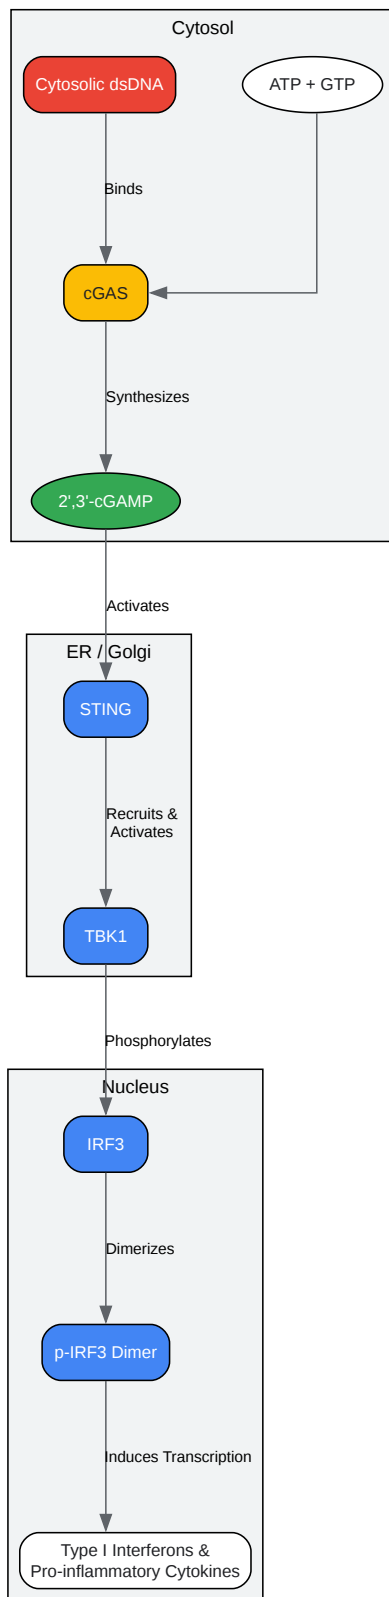 Cytosol
Cytosolic dsDNA
ATP + GTP
Binds
cGAS
Synthesizes
2',3'-cGAMP
Activates
ER / Golgi
STING
Recruits &
Activates
TBK1
Phosphorylates
Nucleus
IRF3
Dimerizes
p-IRF3 Dimer
Induces Transcription
Type I Interferons &
Pro-inflammatory Cytokines